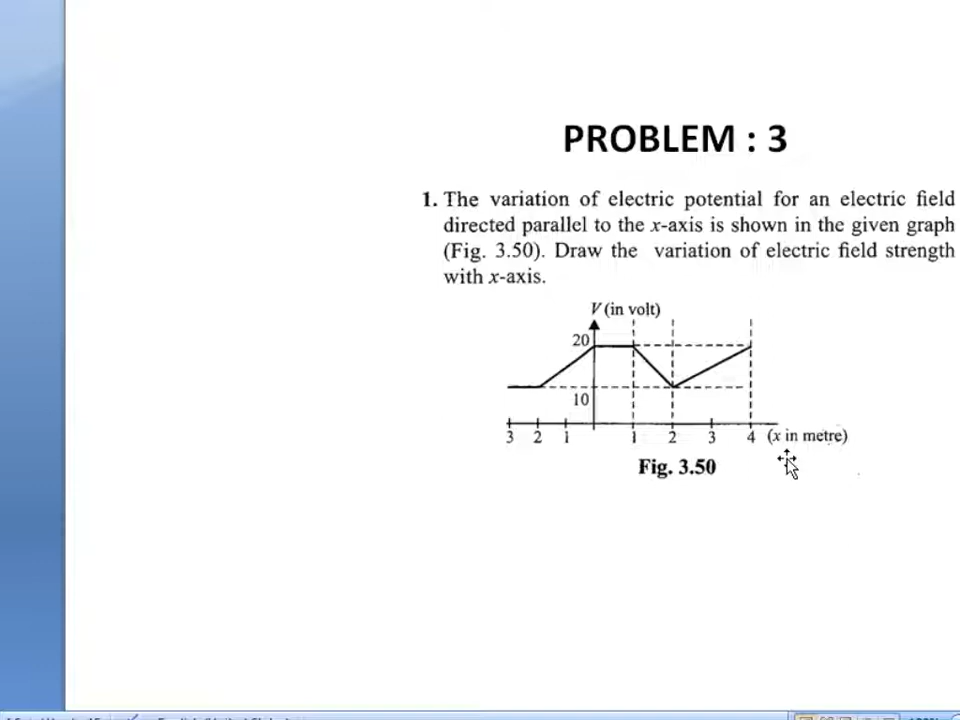 PROBLEM : 3
1. The variation of electric potential for an electric field
directed parallel to the x-axis is shown in the given graph
(Fig. 3.50). Draw the variation of electric field strength
with x-axis.
V (in volt)
20
10
3 2 1 1 2 3 4 (x in metre)
Fig. 3.50